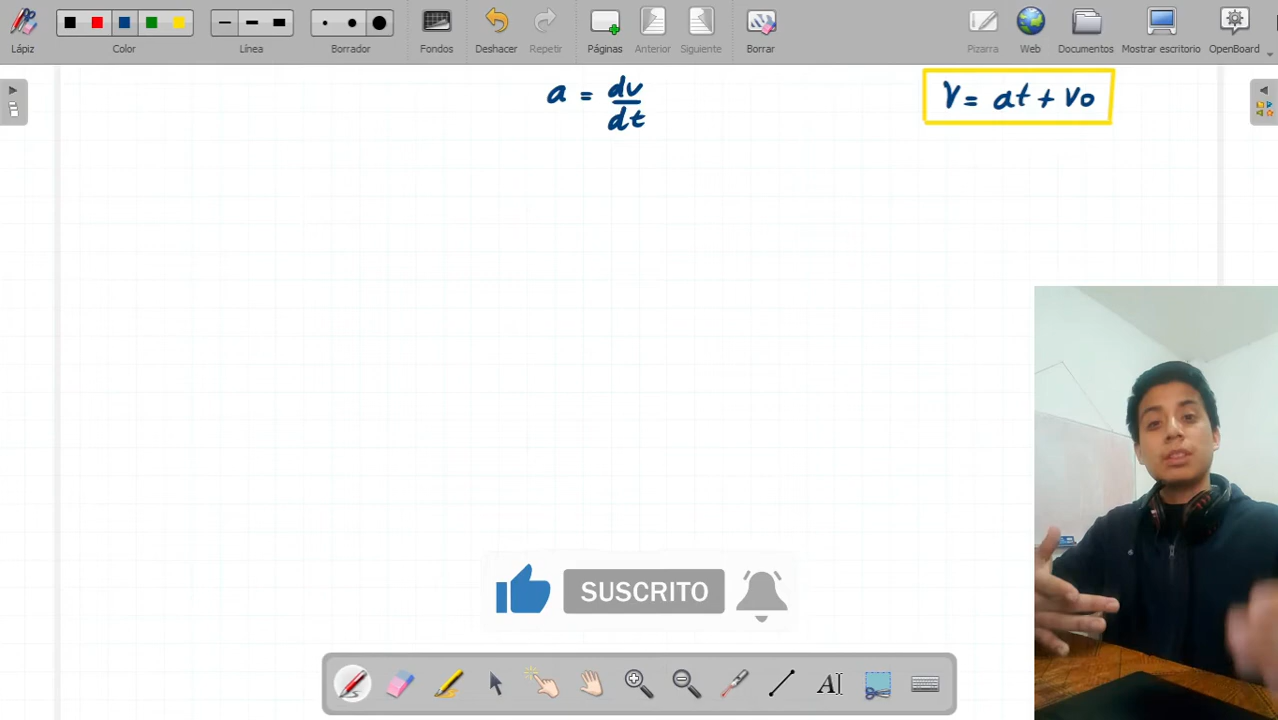 Lápiz
Color
Línea
Borrador
Fondos
Deshacer
Repetir
Páginas
Anterior
Siguiente
Borrar
Pizarra
Web
Documentos
Mostrar escritorio
OpenBoard
a = dv/dt
V = at + vo
SUSCRITO
A